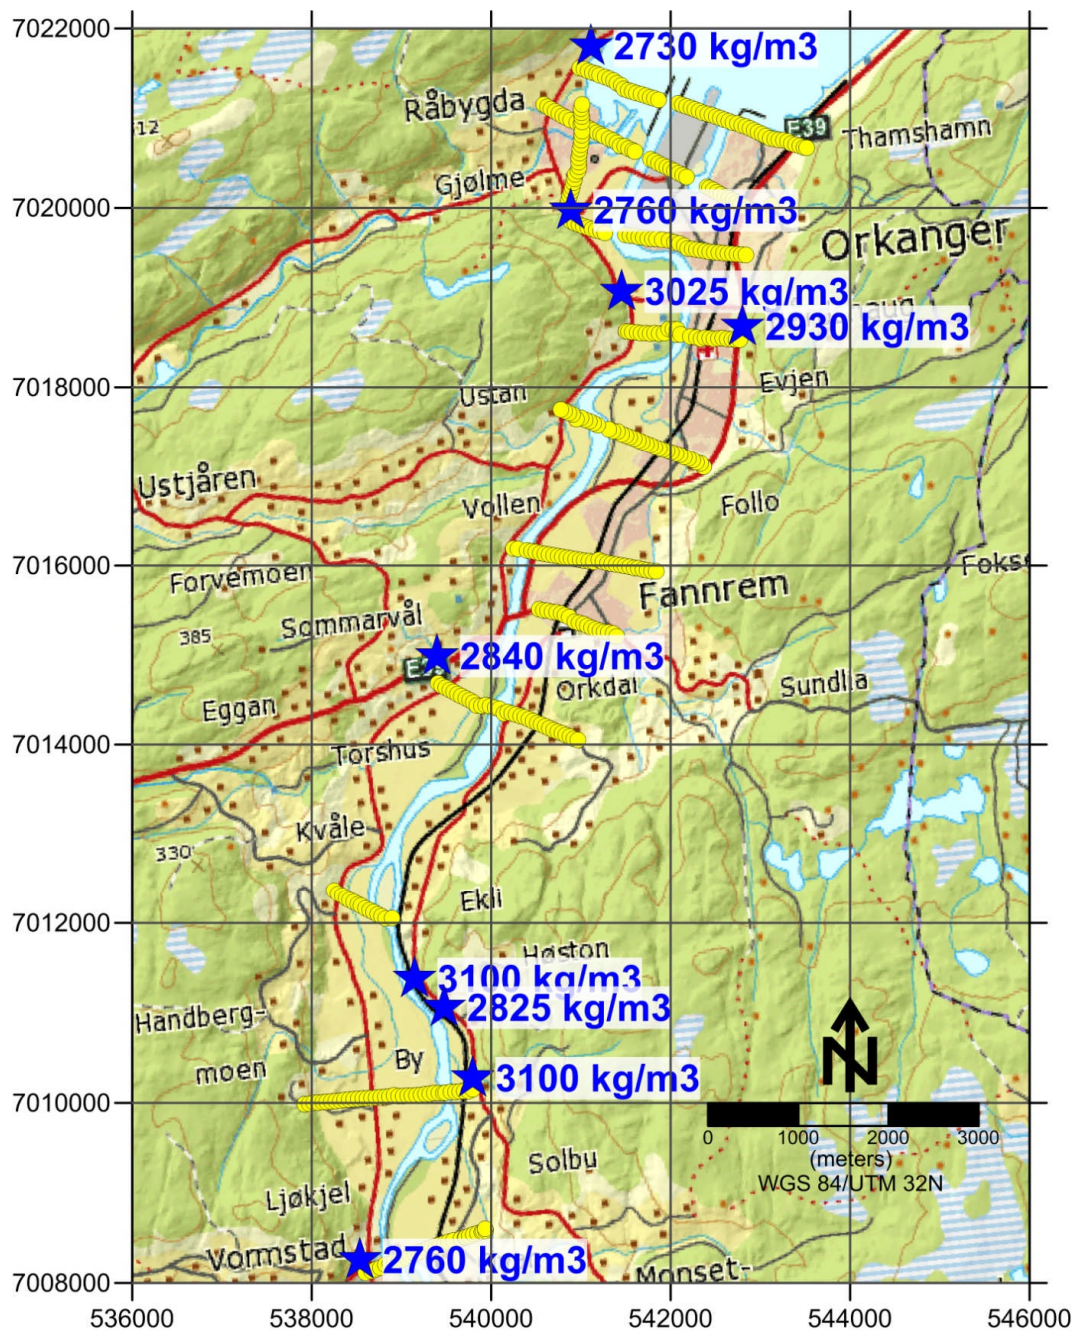 7022000
2730 kg/m3
Råbygda
E39
Thamshamn
12
Gjølme
7020000
2760 kg/m3
Orkanger
3025 kg/m3
2930 kg/m3
7018000
Ustan
Evjen
Ustjåren
Vollen
Follo
7016000
Forvemoen
Fannrem
Sommarvål
385
2840 kg/m3
Orkdal
Sundlia
Eggan
7014000
Torshus
Kvåle
330
Ekli
7012000
Høston
3100 kg/m3
2825 kg/m3
Handberg-
moen
By
3100 kg/m3
N
7010000
0 1000 2000 3000
(meters)
WGS 84/UTM 32N
Solbu
Ljøkjel
Vormstad
2760 kg/m3
Monset-
7008000
536000 538000 540000 542000 544000 546000